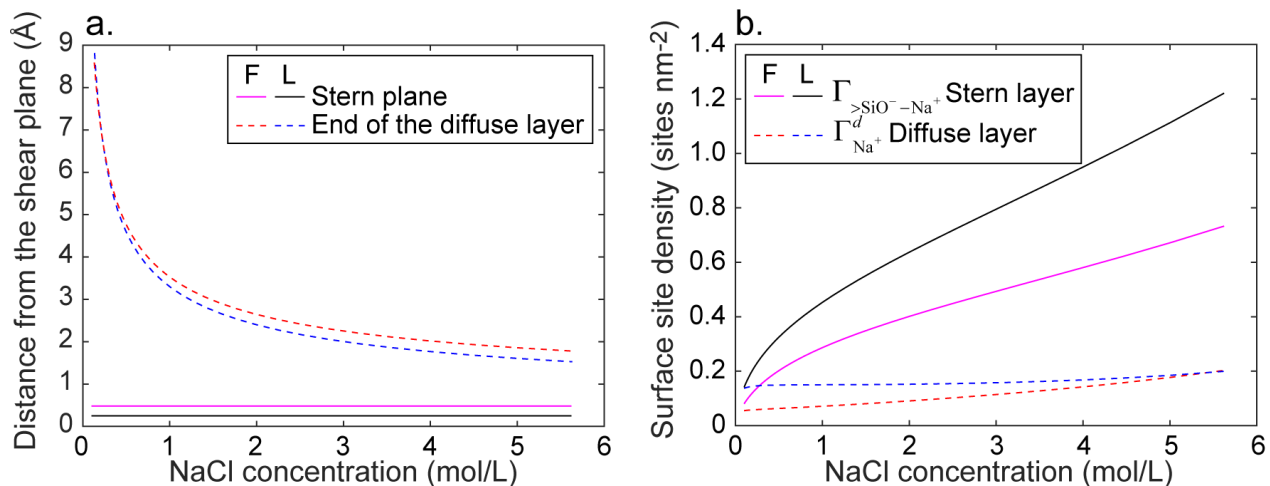 a.
Distance from the shear plane (Å)
9
8
7
6
5
4
3
2
1
0
F L
Stern plane
End of the diffuse layer
0 1 2 3 4 5 6
NaCl concentration (mol/L)
b.
Surface site density (sites nm-2)
1.4
1.2
1.0
0.8
0.6
0.4
0.2
0
F L
Γ>SiO⁻−Na⁺ Stern layer
Γᵈ Na⁺ Diffuse layer
0 1 2 3 4 5 6
NaCl concentration (mol/L)